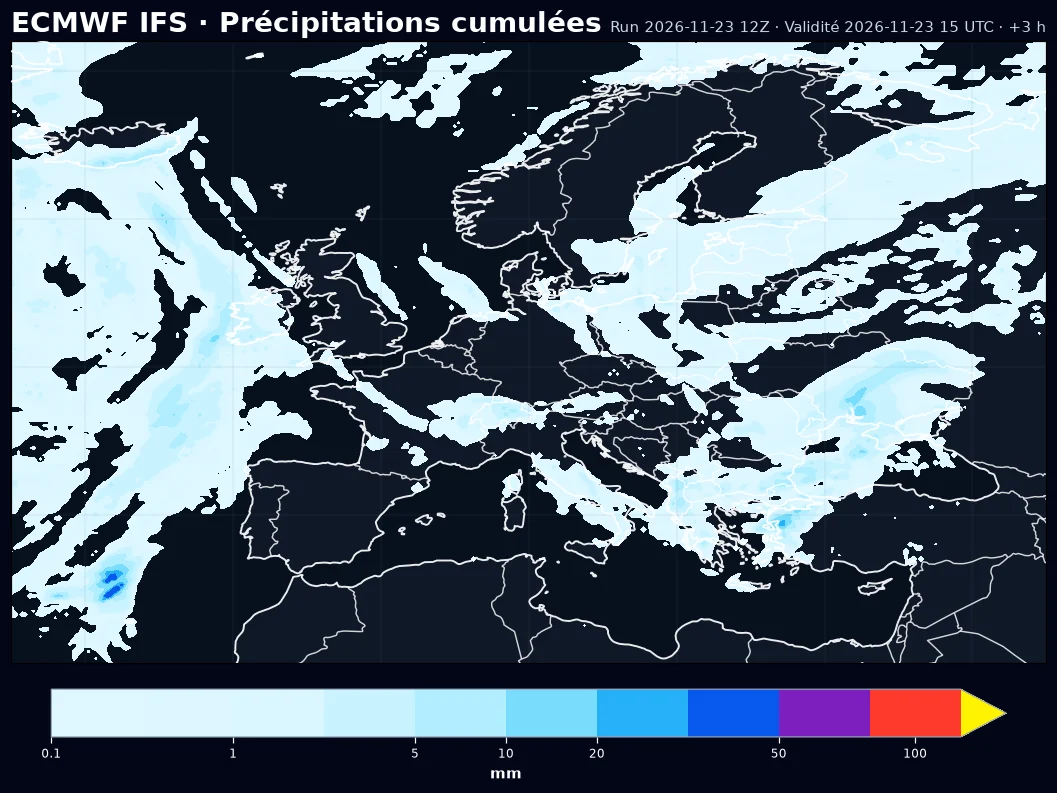 ECMWF IFS · Précipitations cumulées Run 2026-11-23 12Z · Validité 2026-11-23 15 UTC · +3 h
0.1 1 5 10 20 50 100
mm